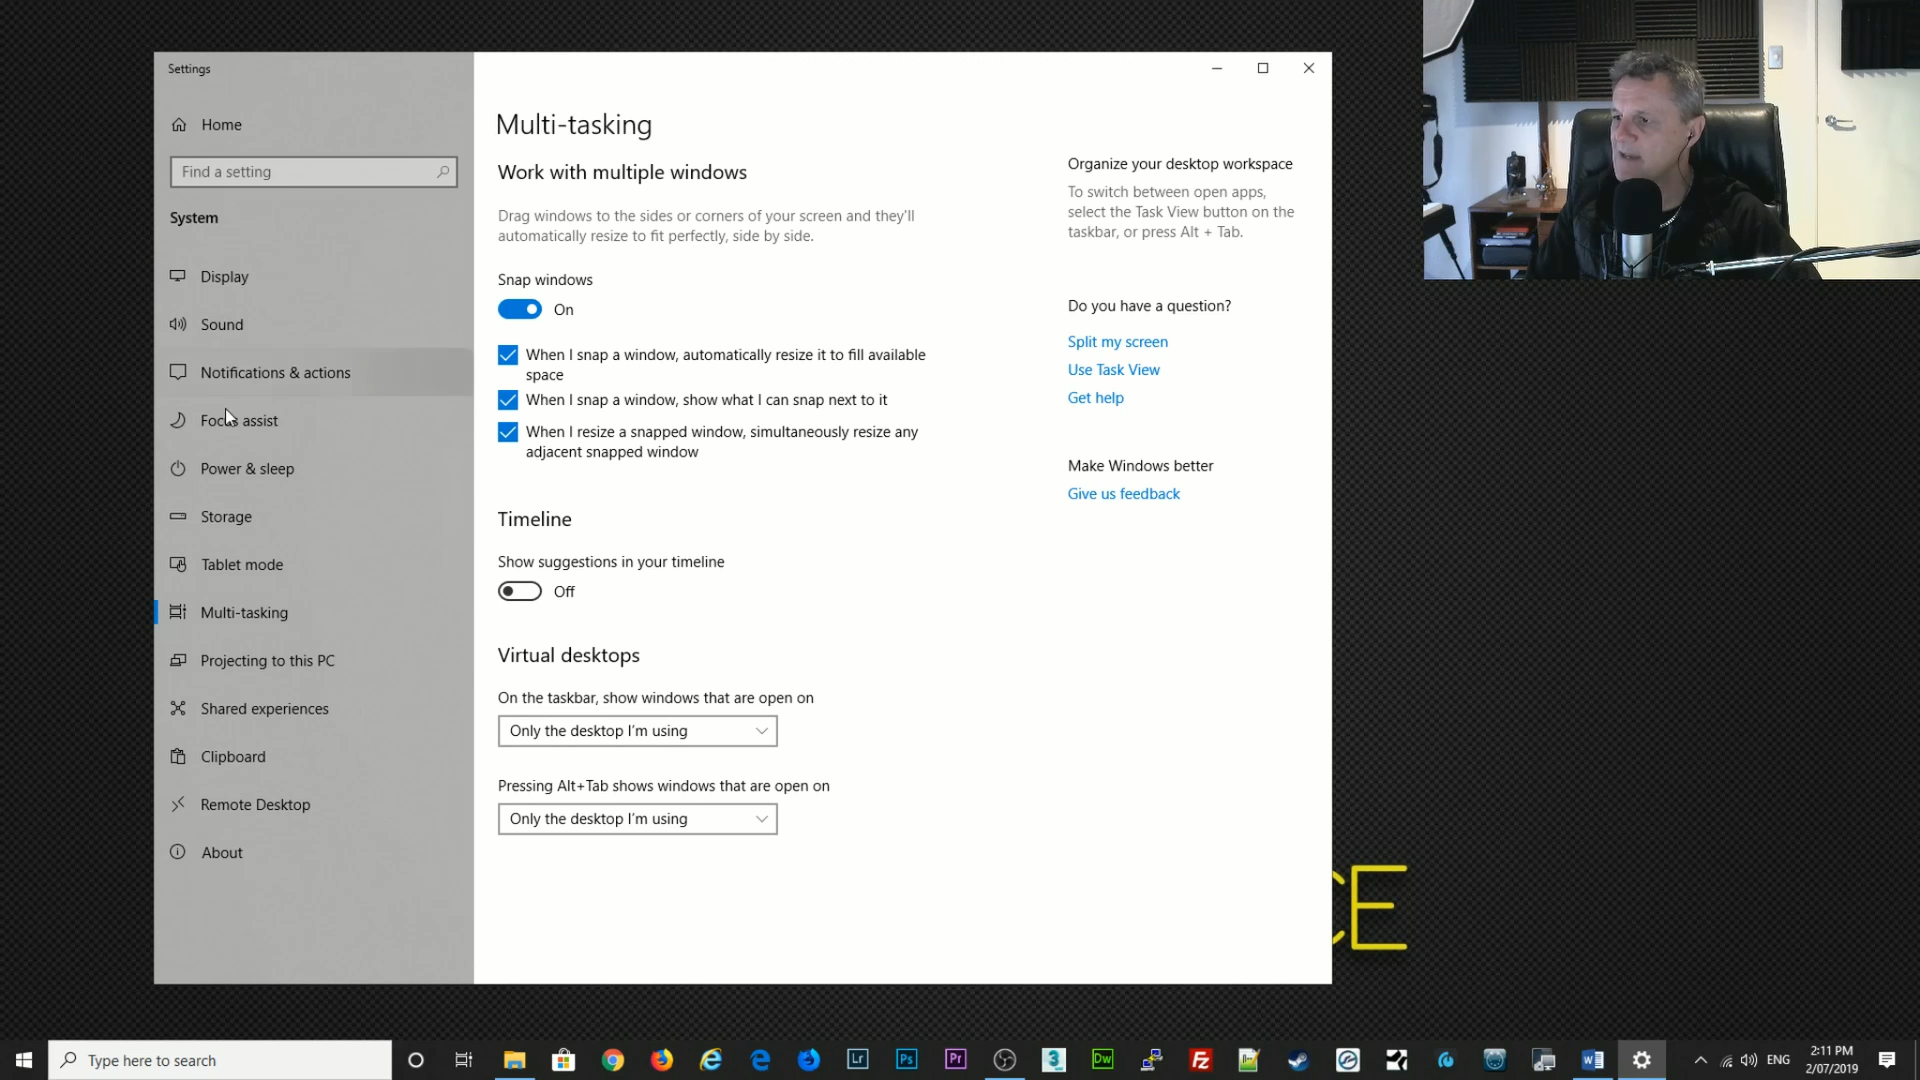 Settings
Home
Find a setting
System
Display
Sound
Notifications & actions
Focus assist
Power & sleep
Storage
Tablet mode
Multi-tasking
Projecting to this PC
Shared experiences
Clipboard
Remote Desktop
About
Multi-tasking
Work with multiple windows
Drag windows to the sides or corners of your screen and they'll
automatically resize to fit perfectly, side by side.
Snap windows
On
When I snap a window, automatically resize it to fill available
space
When I snap a window, show what I can snap next to it
When I resize a snapped window, simultaneously resize any
adjacent snapped window
Timeline
Show suggestions in your timeline
Off
Virtual desktops
On the taskbar, show windows that are open on
Only the desktop I'm using
Pressing Alt+Tab shows windows that are open on
Only the desktop I'm using
Organize your desktop workspace
To switch between open apps,
select the Task View button on the
taskbar, or press Alt + Tab.
Do you have a question?
Split my screen
Use Task View
Get help
Make Windows better
Give us feedback
CE
Type here to search
Lr
Ps
Pr
3
Dw
Fz
W
ENG
2:11 PM
2/07/2019